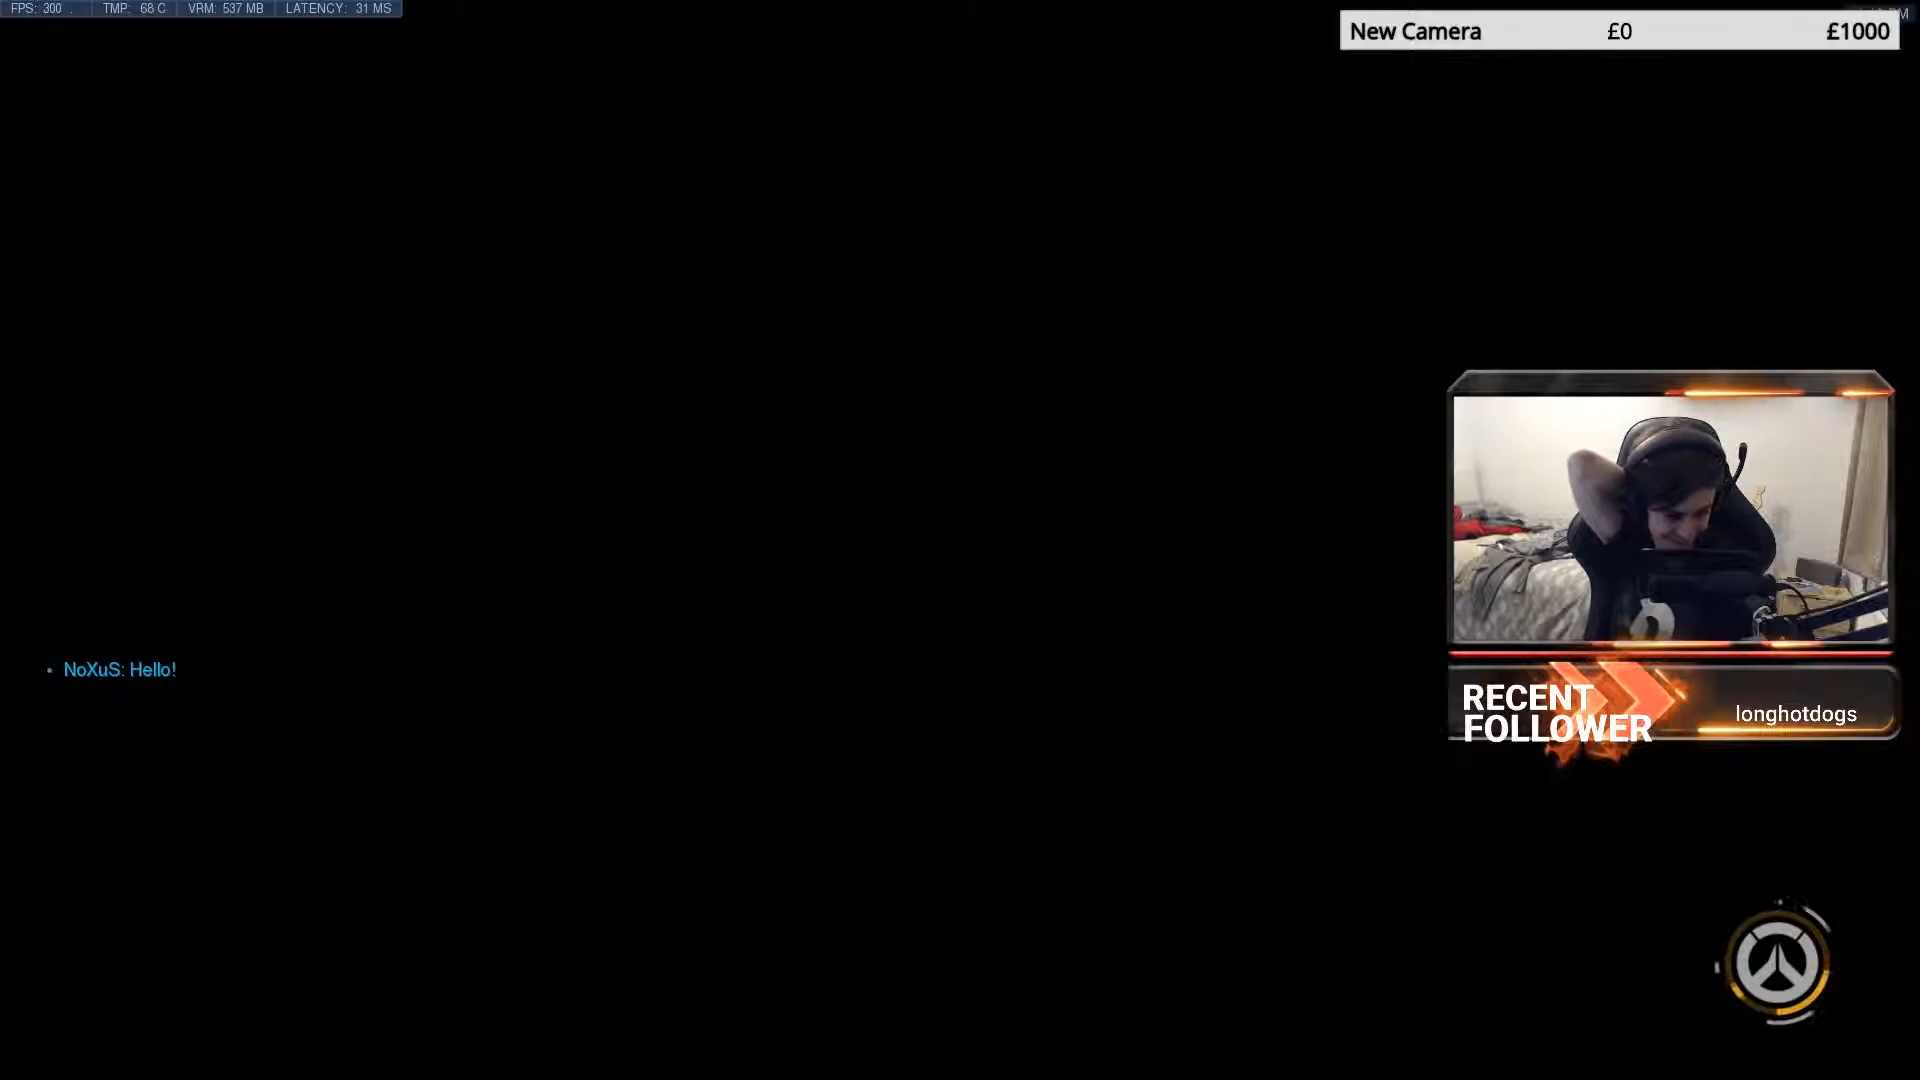 FPS: 300 TMP: 68 C VRM: 537 MB LATENCY: 31 MS
New Camera £0 £1000
NoXuS: Hello!
RECENT
FOLLOWER
longhotdogs